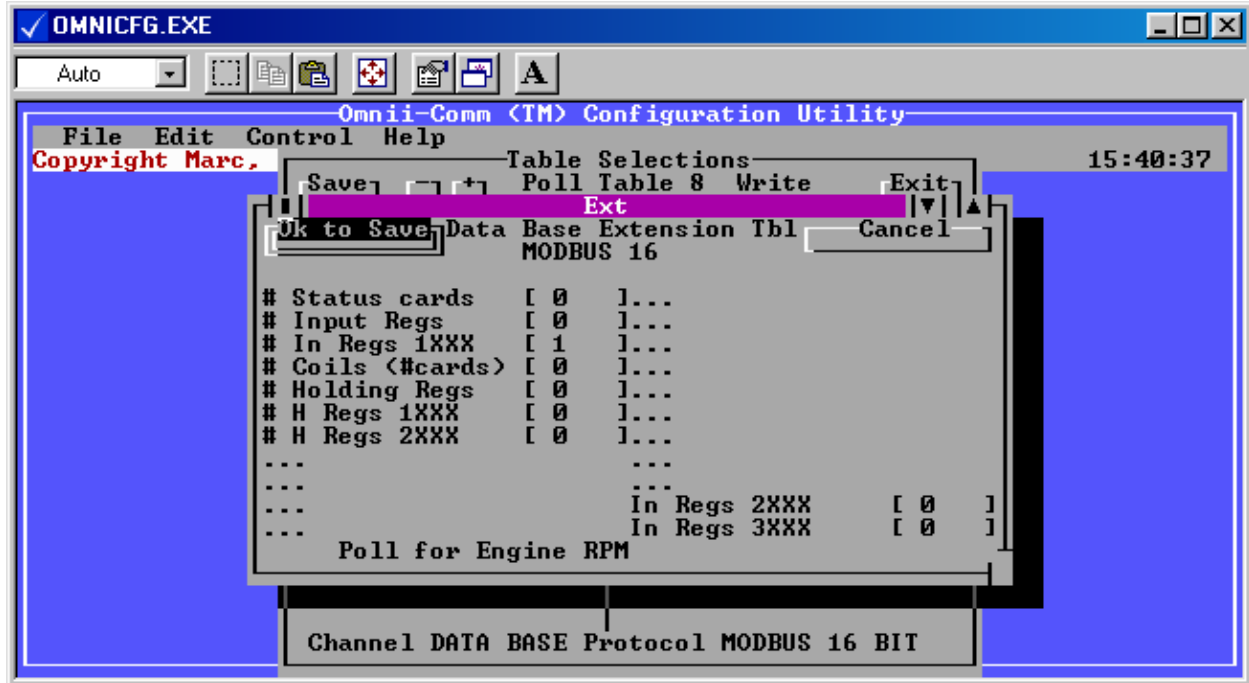 OMNICFG.EXE
Auto
A
Omnii-Comm (TM) Configuration Utility
File Edit Control Help
Copyright Marc, Table Selections 15:40:37
Save - + Poll Table 8 Write Exit
Ext
Ok to Save Data Base Extension Tbl Cancel
MODBUS 16
# Status cards [ 0 ]...
# Input Regs [ 0 ]...
# In Regs 1XXX [ 1 ]...
# Coils (#cards) [ 0 ]...
# Holding Regs [ 0 ]...
# H Regs 1XXX [ 0 ]...
# H Regs 2XXX [ 0 ]...
... ...
... ...
... In Regs 2XXX [ 0 ]
... In Regs 3XXX [ 0 ]
Poll for Engine RPM
Channel DATA BASE Protocol MODBUS 16 BIT